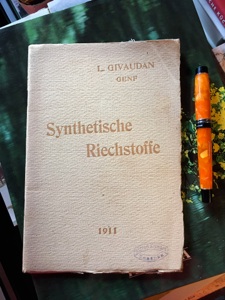 L. GIVAUDAN
GENF
Synthetische
Riechstoffe
1911